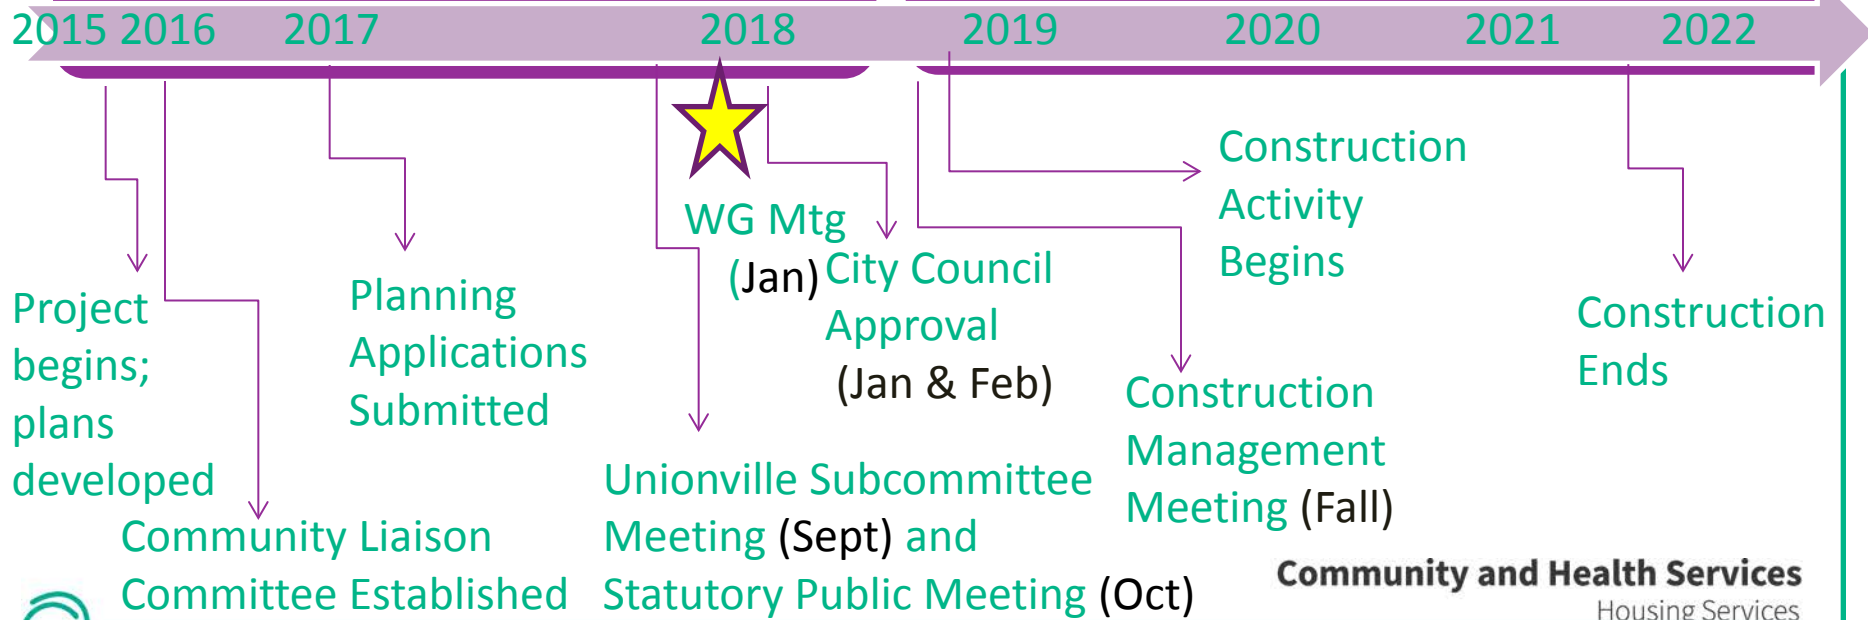 2015 2016 2017 2018 2019 2020 2021 2022
Project
begins;
plans
developed
Community Liaison
Committee Established
Planning
Applications
Submitted
Unionville Subcommittee
Meeting (Sept) and
Statutory Public Meeting (Oct)
WG Mtg
(Jan)
City Council
Approval
(Jan & Feb)
Construction
Management
Meeting (Fall)
Construction
Activity
Begins
Construction
Ends
Community and Health Services
Housing Services